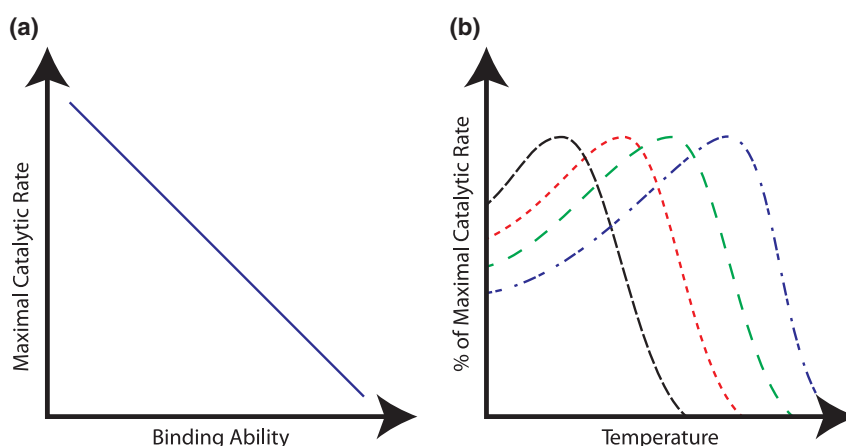 (a)
Maximal Catalytic Rate
Binding Ability
(b)
% of Maximal Catalytic Rate
Temperature